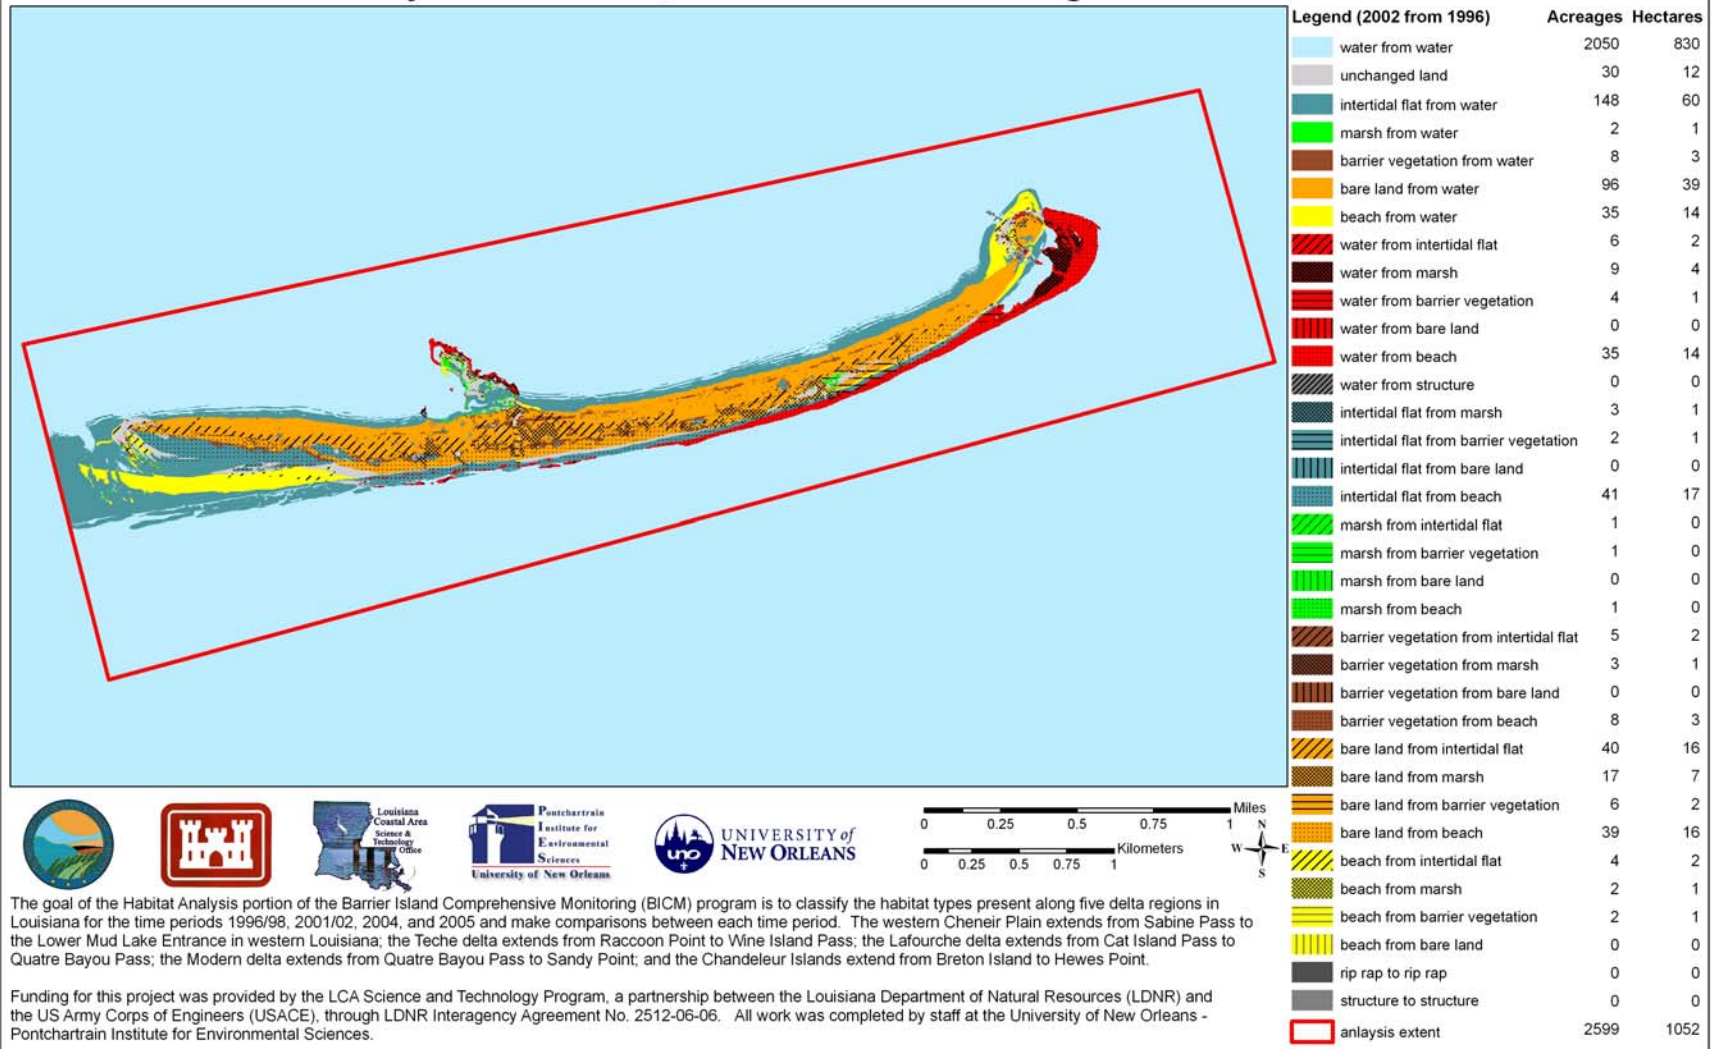 Legend (2002 from 1996) Acreages Hectares
water from water 2050 830
unchanged land 30 12
intertidal flat from water 148 60
marsh from water 2 1
barrier vegetation from water 8 3
bare land from water 96 39
beach from water 35 14
water from intertidal flat 6 2
water from marsh 9 4
water from barrier vegetation 4 1
water from bare land 0 0
water from beach 35 14
water from structure 0 0
intertidal flat from marsh 3 1
intertidal flat from barrier vegetation 2 1
intertidal flat from bare land 0 0
intertidal flat from beach 41 17
marsh from intertidal flat 1 0
marsh from barrier vegetation 1 0
marsh from bare land 0 0
marsh from beach 1 0
barrier vegetation from intertidal flat 5 2
barrier vegetation from marsh 3 1
barrier vegetation from bare land 0 0
barrier vegetation from beach 8 3
bare land from intertidal flat 40 16
bare land from marsh 17 7
bare land from barrier vegetation 6 2
bare land from beach 39 16
beach from intertidal flat 4 2
beach from marsh 2 1
beach from barrier vegetation 2 1
beach from bare land 0 0
rip rap to rip rap 0 0
structure to structure 0 0
anlaysis extent 2599 1052
Louisiana
Coastal Area
Science &
Technology
Office
Pontchartrain
Institute for
Environmental
Sciences
University of New Orleans
uno
UNIVERSITY of
NEW ORLEANS
Miles
0 0.25 0.5 0.75 1
Kilometers
0 0.25 0.5 0.75 1
N
W E
S
The goal of the Habitat Analysis portion of the Barrier Island Comprehensive Monitoring (BICM) program is to classify the habitat types present along five delta regions in
Louisiana for the time periods 1996/98, 2001/02, 2004, and 2005 and make comparisons between each time period. The western Cheneir Plain extends from Sabine Pass to
the Lower Mud Lake Entrance in western Louisiana; the Teche delta extends from Raccoon Point to Wine Island Pass; the Lafourche delta extends from Cat Island Pass to
Quatre Bayou Pass; the Modern delta extends from Quatre Bayou Pass to Sandy Point; and the Chandeleur Islands extend from Breton Island to Hewes Point.
Funding for this project was provided by the LCA Science and Technology Program, a partnership between the Louisiana Department of Natural Resources (LDNR) and
the US Army Corps of Engineers (USACE), through LDNR Interagency Agreement No. 2512-06-06. All work was completed by staff at the University of New Orleans -
Pontchartrain Institute for Environmental Sciences.